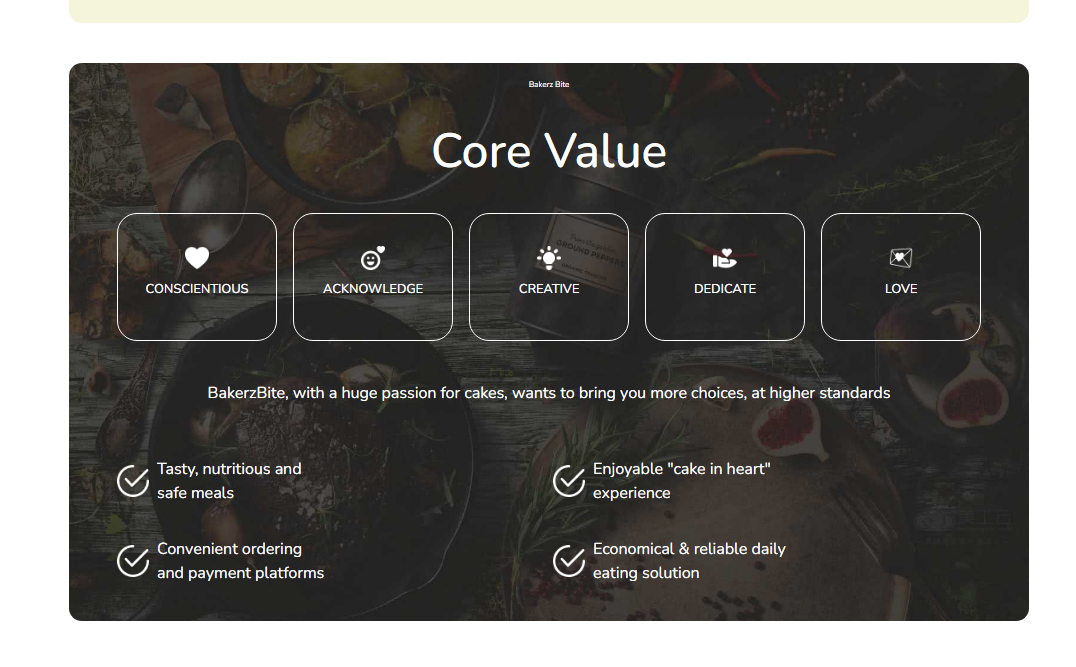 Bakerz Bite
Core Value
CONSCIENTIOUS
ACKNOWLEDGE
CREATIVE
DEDICATE
LOVE
GROUND PEPPER
BakerzBite, with a huge passion for cakes, wants to bring you more choices, at higher standards
Tasty, nutritious and
safe meals
Enjoyable "cake in heart"
experience
Convenient ordering
and payment platforms
Economical & reliable daily
eating solution